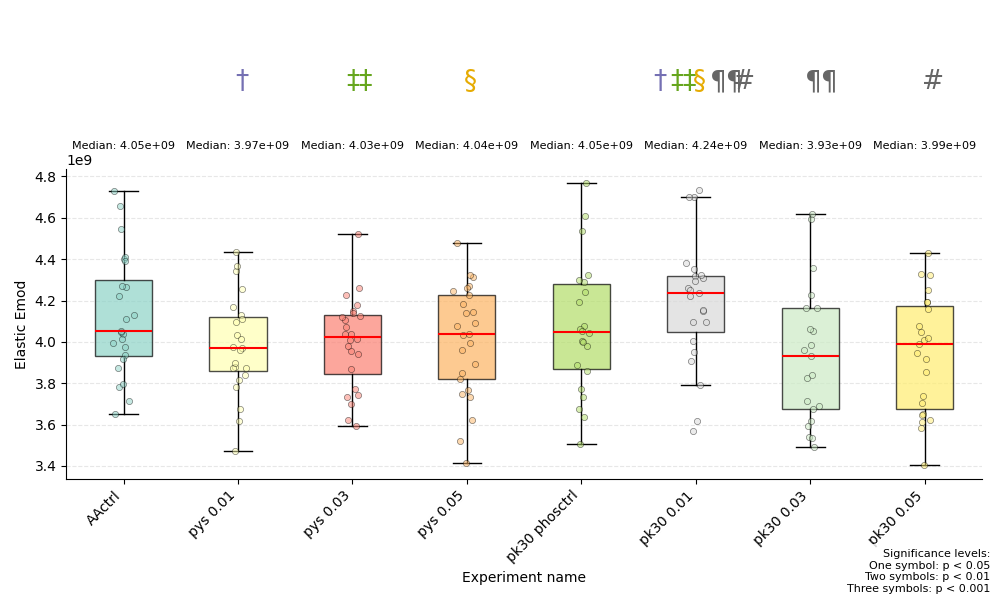 † ‡‡ § † ‡‡ § ¶¶ # ¶¶ #
Median: 4.05e+09 Median: 3.97e+09 Median: 4.03e+09 Median: 4.04e+09 Median: 4.05e+09 Median: 4.24e+09 Median: 3.93e+09 Median: 3.99e+09
1e9
4.8
4.6
4.4
4.2
4.0
3.8
3.6
3.4
Elastic Emod
AActrl pys 0.01 pys 0.03 pys 0.05 pk30 phosctrl pk30 0.01 pk30 0.03 pk30 0.05
Experiment name
Significance levels:
One symbol: p < 0.05
Two symbols: p < 0.01
Three symbols: p < 0.001